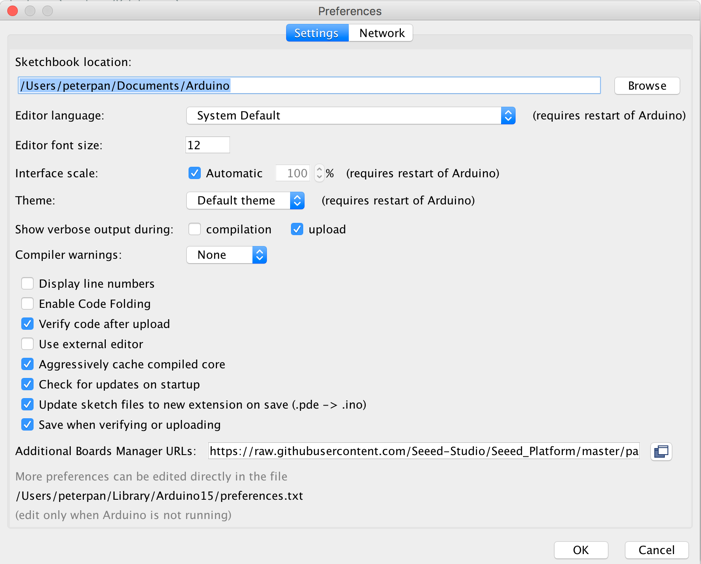 Preferences
Settings Network
Sketchbook location:
/Users/peterpan/Documents/Arduino Browse
Editor language: System Default (requires restart of Arduino)
Editor font size: 12
Interface scale: Automatic 100 % (requires restart of Arduino)
Theme: Default theme (requires restart of Arduino)
Show verbose output during: compilation upload
Compiler warnings: None
Display line numbers
Enable Code Folding
Verify code after upload
Use external editor
Aggressively cache compiled core
Check for updates on startup
Update sketch files to new extension on save (.pde -> .ino)
Save when verifying or uploading
Additional Boards Manager URLs: https://raw.githubusercontent.com/Seeed-Studio/Seeed_Platform/master/pa
More preferences can be edited directly in the file
/Users/peterpan/Library/Arduino15/preferences.txt
(edit only when Arduino is not running)
OK Cancel